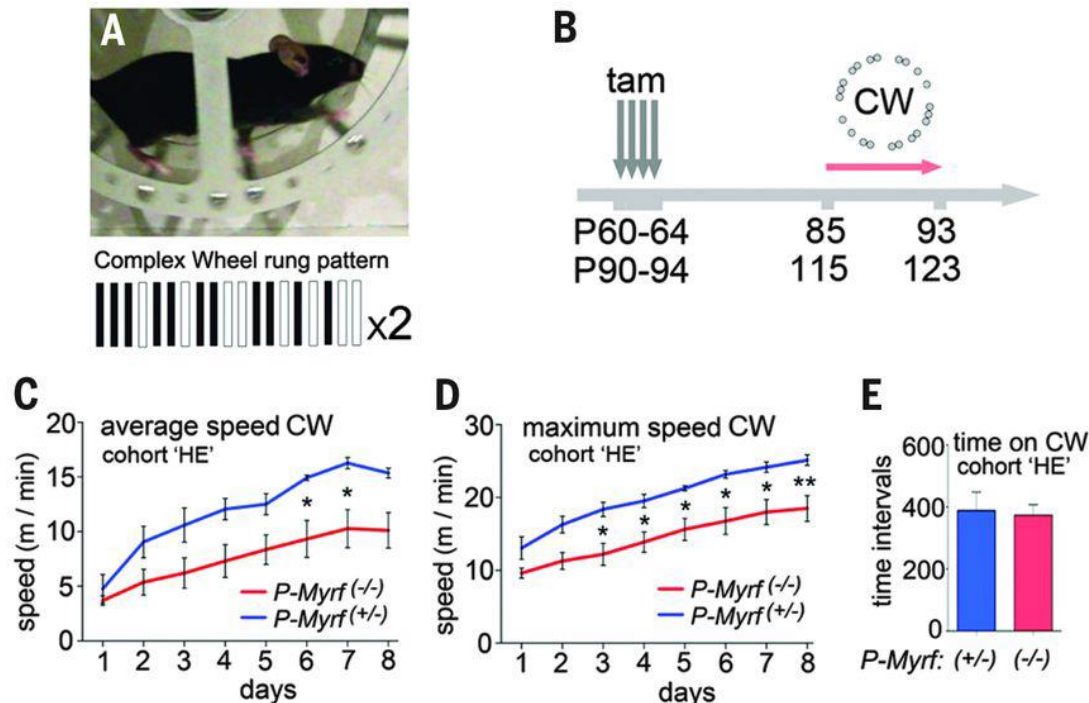 A
Complex Wheel rung pattern
x2
B
tam
CW
P60-64 85 93
P90-94 115 123
C
average speed CW
cohort 'HE'
speed (m / min)
20
15
10
5
0
P-Myrf (-/-)
P-Myrf (+/-)
* *
1 2 3 4 5 6 7 8
days
D
maximum speed CW
cohort 'HE'
speed (m / min)
30
20
10
0
* * * * * **
P-Myrf (-/-)
P-Myrf (+/-)
1 2 3 4 5 6 7 8
days
E
time on CW
cohort 'HE'
time intervals
600
400
200
0
P-Myrf: (+/-) (-/-)